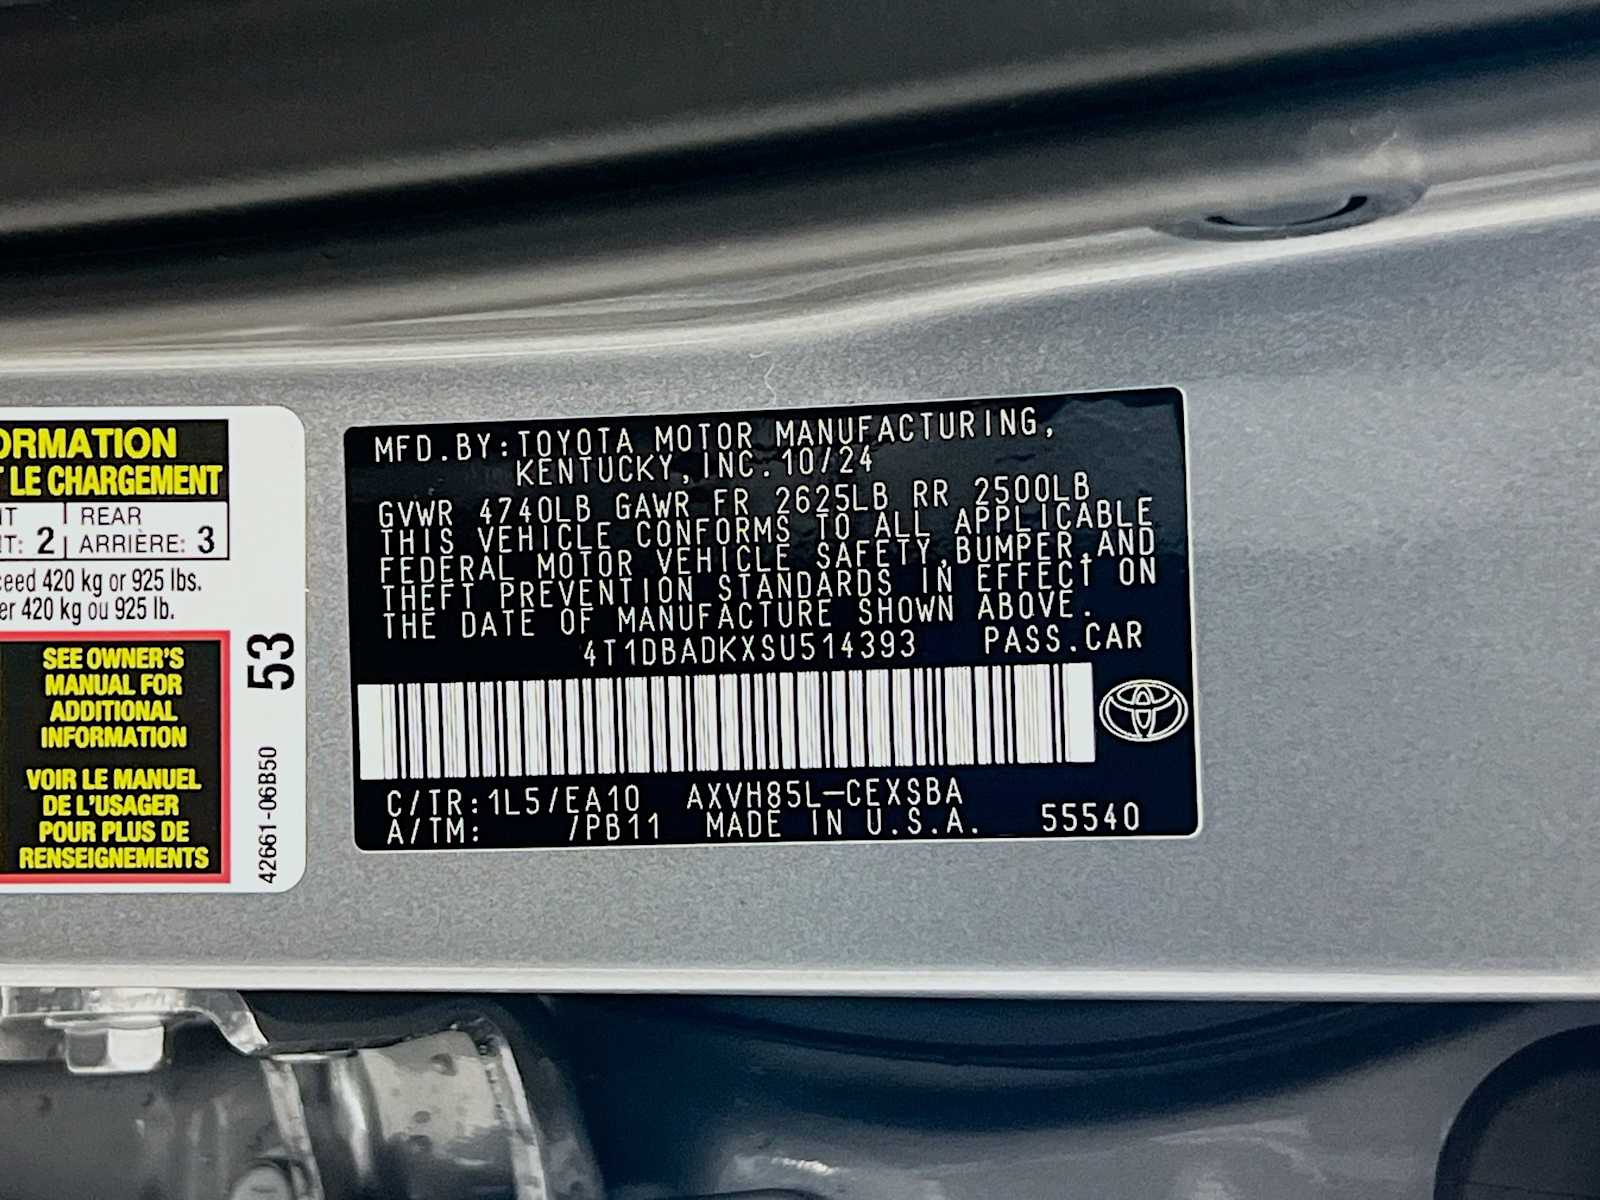 ORMATION
T LE CHARGEMENT
NT | REAR
T: 2 | ARRIÈRE: 3
ceed 420 kg or 925 lbs.
er 420 kg ou 925 lb.
SEE OWNER'S
MANUAL FOR
ADDITIONAL
INFORMATION
VOIR LE MANUEL
DE L'USAGER
POUR PLUS DE
RENSEIGNEMENTS
53
42661-06B50
MFD.BY:TOYOTA MOTOR MANUFACTURING,
KENTUCKY, INC.10/24
GVWR 4740LB GAWR FR 2625LB RR 2500LB
THIS VEHICLE CONFORMS TO ALL APPLICABLE
FEDERAL MOTOR VEHICLE SAFETY,BUMPER,AND
THEFT PREVENTION STANDARDS IN EFFECT ON
THE DATE OF MANUFACTURE SHOWN ABOVE.
4T1DBADKXSU514393 PASS.CAR
C/TR:1L5/EA10 AXVH85L-CEXSBA
A/TM: /PB11 MADE IN U.S.A. 55540